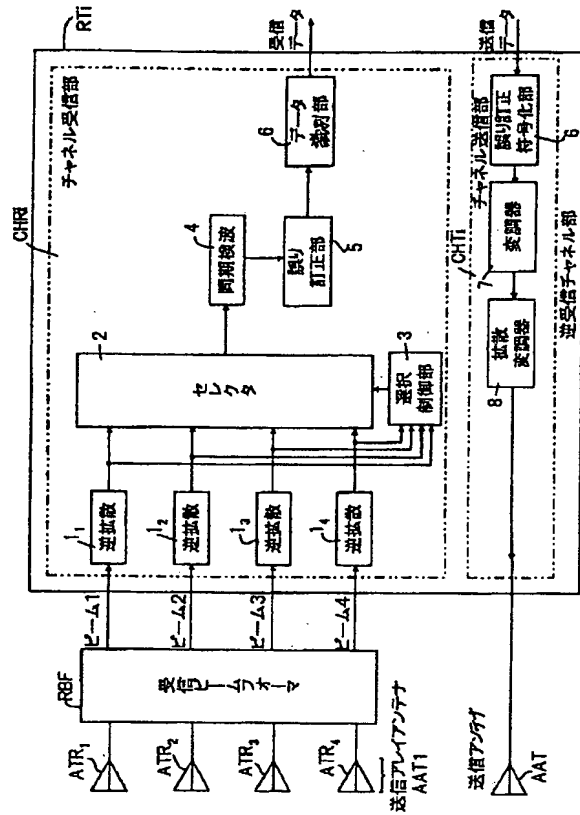 RTi
CHRi
チャネル受信部
受信
データ
6
データ
識別部
4
同期検波
誤り
訂正部
5
2
セレクタ
3
選択
制御部
1₁
逆拡散
1₂
逆拡散
1₃
逆拡散
1₄
逆拡散
ビーム1
ビーム2
ビーム3
ビーム4
RBF
受信ビームフォーマ
ATR₁
ATR₂
ATR₃
ATR₄
送信アレイアンテナ
AAT1
送信
データ
チャネル送信部
CHTi
誤り訂正
符号化部
6
7
変調器
8
拡散
変調器
逆受信チャネル部
送信アンテナ
AAT